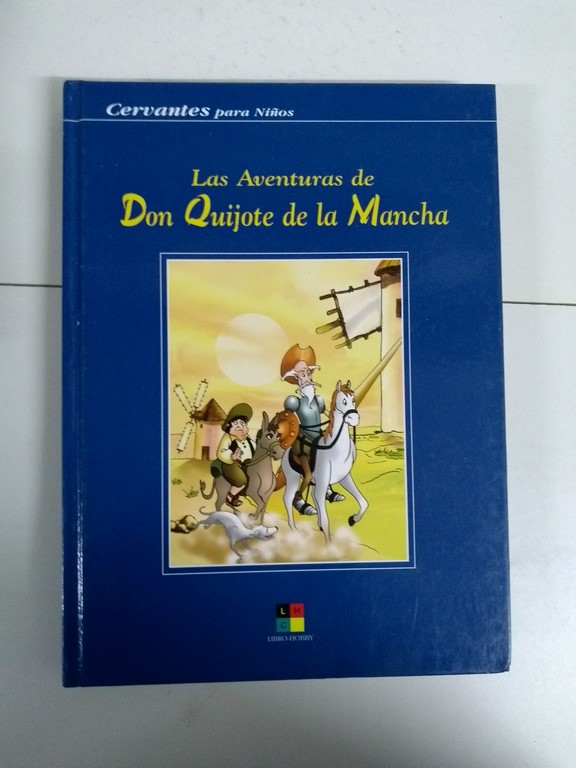 Cervantes para Niños
Las Aventuras de
Don Quijote de la Mancha
L H
C
LIBRO-HOBBY